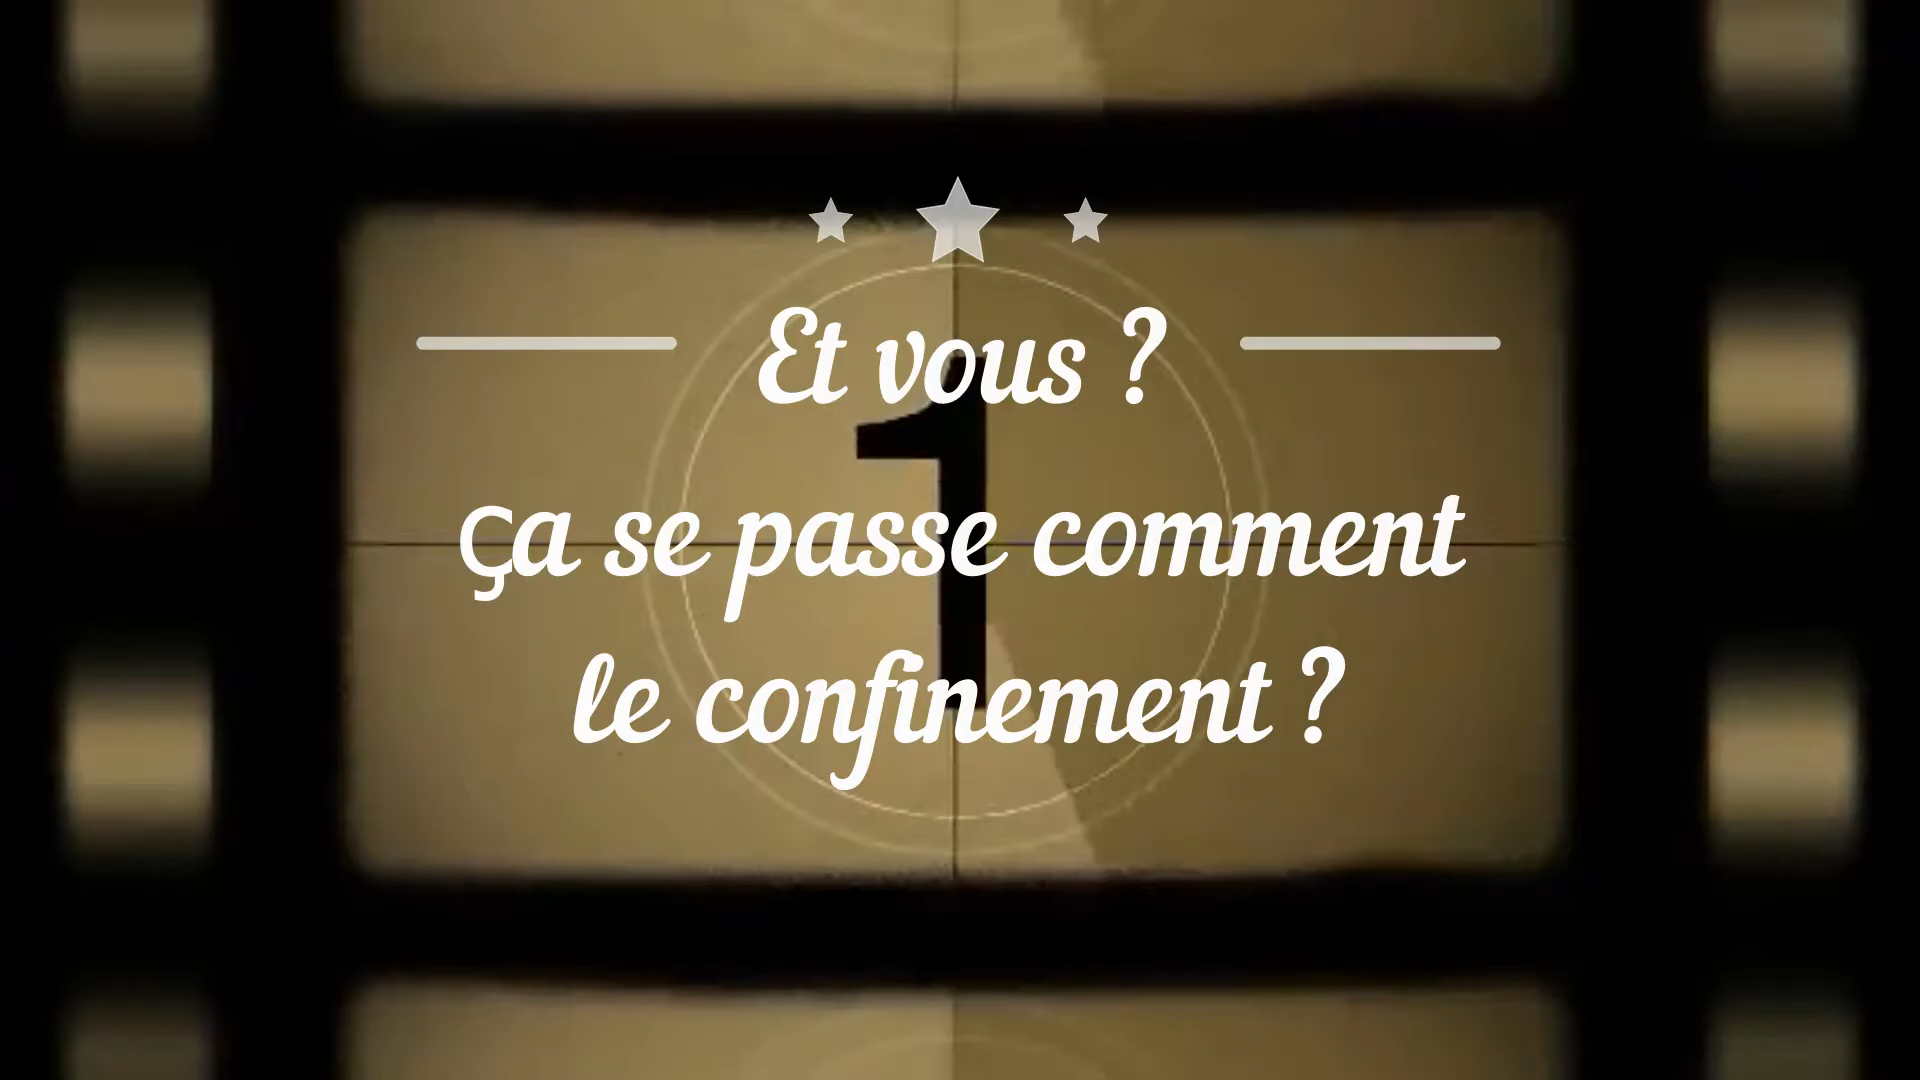 Et vous ?
1
Ça se passe comment
le confinement ?